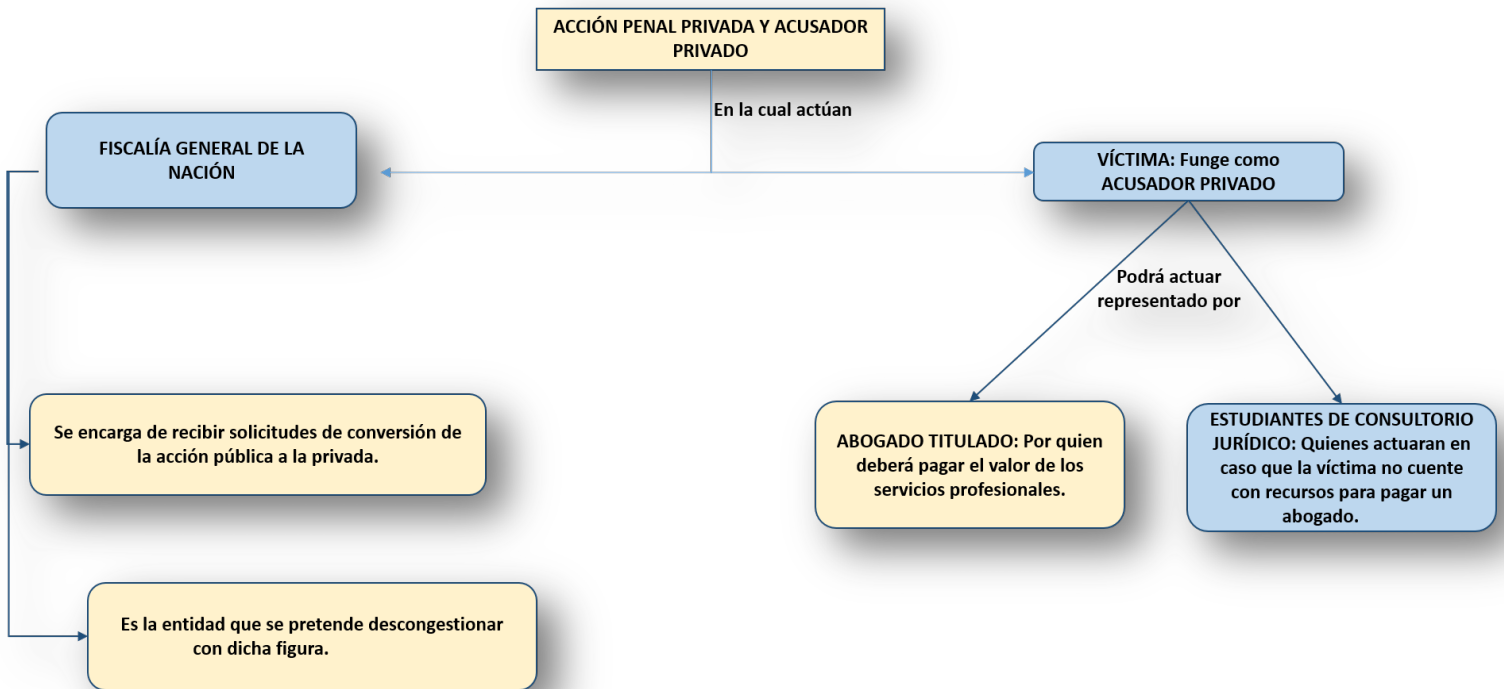 ACCIÓN PENAL PRIVADA Y ACUSADOR
PRIVADO
En la cual actúan
FISCALÍA GENERAL DE LA
NACIÓN
VÍCTIMA: Funge como
ACUSADOR PRIVADO
Podrá actuar
representado por
Se encarga de recibir solicitudes de conversión de
la acción pública a la privada.
ABOGADO TITULADO: Por quien
deberá pagar el valor de los
servicios profesionales.
ESTUDIANTES DE CONSULTORIO
JURÍDICO: Quienes actuaran en
caso que la víctima no cuente
con recursos para pagar un
abogado.
Es la entidad que se pretende descongestionar
con dicha figura.